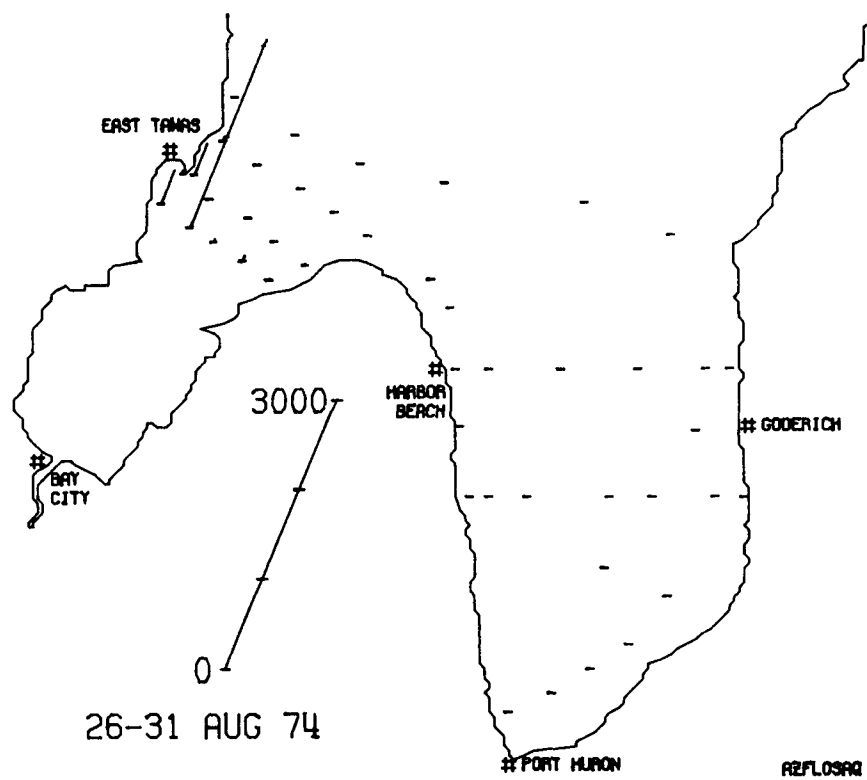 EAST TAWAS
#
3000
#
HARBOR
BEACH
# GODERICH
#
BAY
CITY
0
26-31 AUG 74
# PORT HURON
AZFLOSAQ